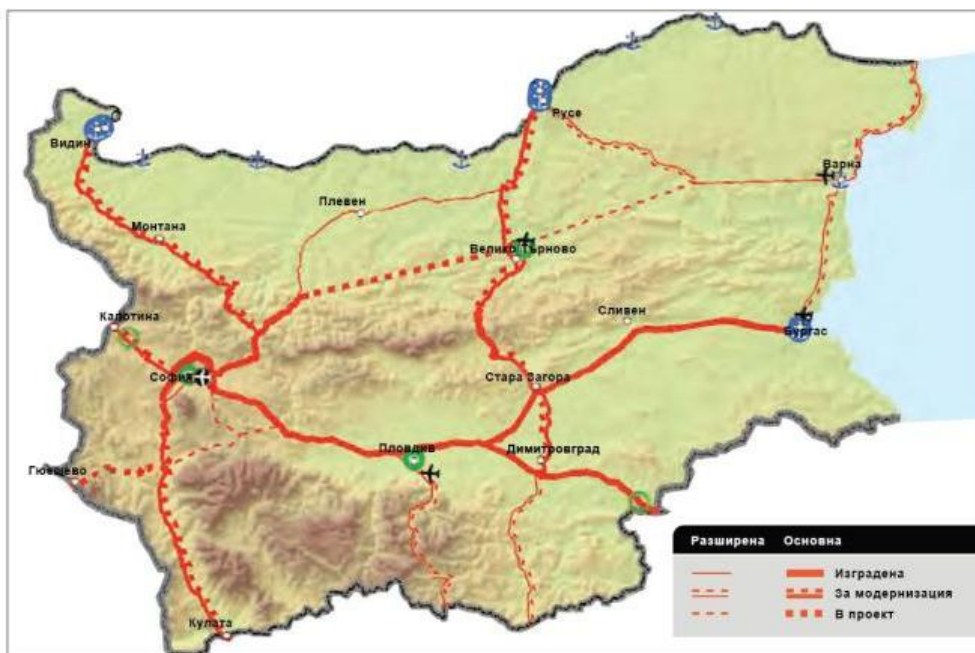 Русе
Видин
Варна
Плевен
Монтана
Велико Търново
Сливен
Калотина
Бургас
София
Стара Загора
Пловдив
Димитровград
Гюешево
Кулата
Разширена Основна
Изградена
За модернизация
В проект